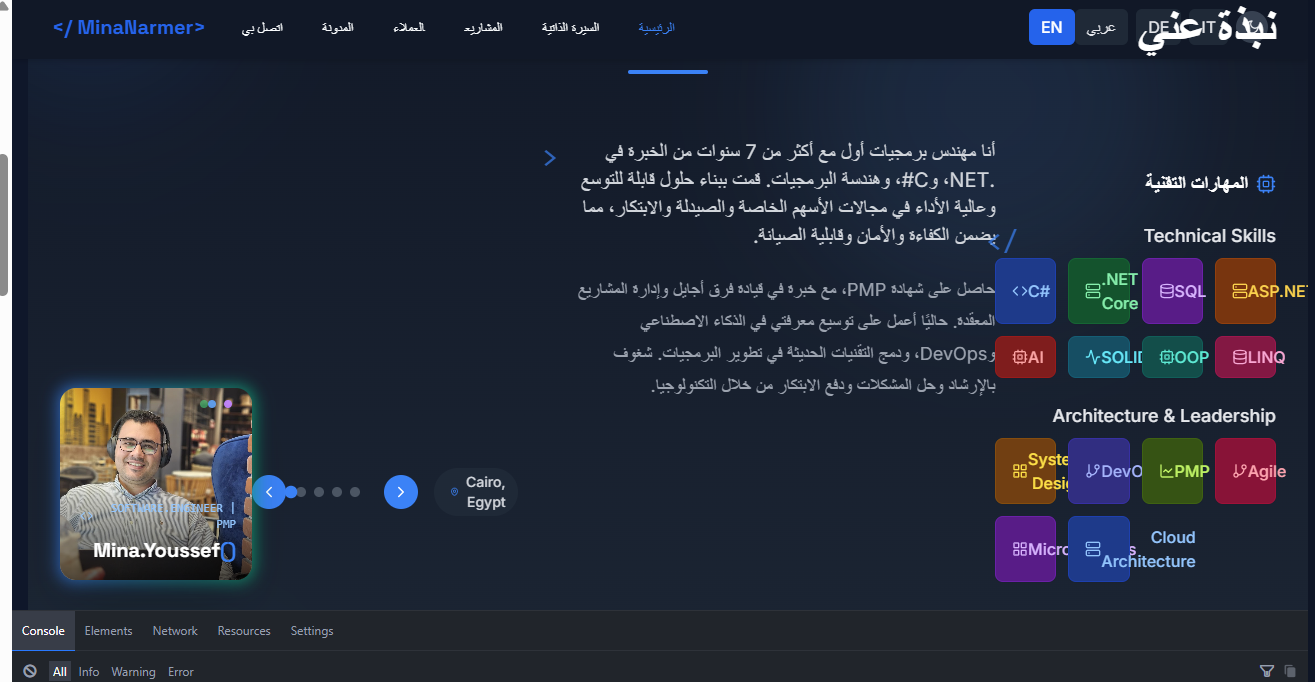 </ MinaNarmer>
الرئيسية
السيرة الذاتية
المشاريع
العملاء
المدونة
اتصل بي
EN
عربي
DE
IT
نبذة عني
أنا مهندس برمجيات أول مع أكثر من 7 سنوات من الخبرة في
.NET، وC#، وهندسة البرمجيات. قمت ببناء حلول قابلة للتوسع
وعالية الأداء في مجالات الأسهم الخاصة والصيدلة والابتكار، مما
يضمن الكفاءة والأمان وقابلية الصيانة.
حاصل على شهادة PMP، مع خبرة في قيادة فرق أجايل وإدارة المشاريع
المعقدة. حاليًا أعمل على توسيع معرفتي في الذكاء الاصطناعي
وDevOps، ودمج التقنيات الحديثة في تطوير البرمجيات. شغوف
بالإرشاد وحل المشكلات ودفع الابتكار من خلال التكنولوجيا.
المهارات التقنية
Technical Skills
C#
.NET
Core
SQL
ASP.NET
AI
SOLID
OOP
LINQ
Architecture & Leadership
Syste
Desig
DevO
PMP
Agile
Micro
s
Cloud
Architecture
SOFTWARE ENGINEER |
PMP
Mina.Youssef()
Cairo,
Egypt
Console
Elements
Network
Resources
Settings
All
Info
Warning
Error